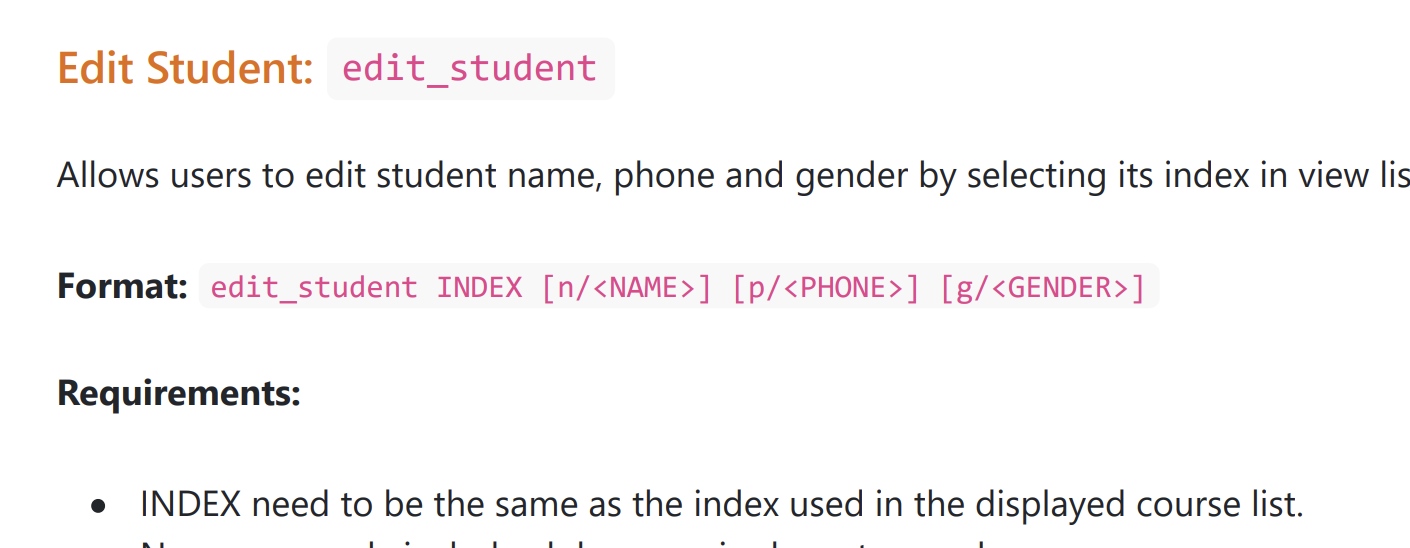 Edit Student: edit_student
Allows users to edit student name, phone and gender by selecting its index in view lis
Format: edit_student INDEX [n/<NAME>] [p/<PHONE>] [g/<GENDER>]
Requirements:
• INDEX need to be the same as the index used in the displayed course list.